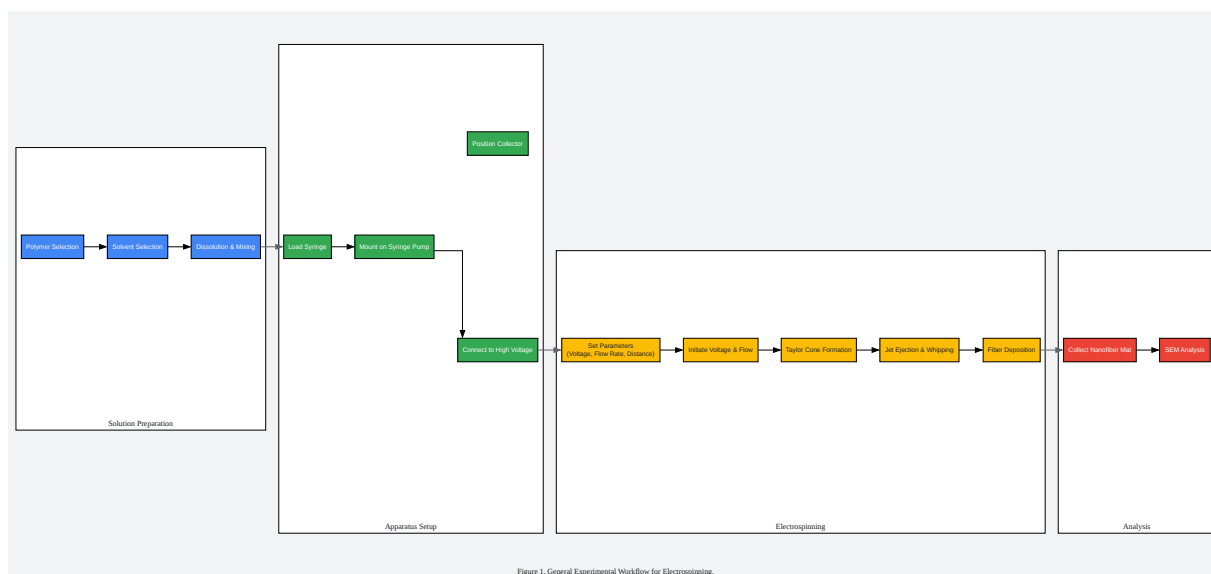 Position Collector
Polymer Selection
Solvent Selection
Dissolution & Mixing
Load Syringe
Mount on Syringe Pump
Connect to High Voltage
Set Parameters
(Voltage, Flow Rate, Distance)
Initiate Voltage & Flow
Taylor Cone Formation
Jet Ejection & Whipping
Fiber Deposition
Collect Nanofiber Mat
SEM Analysis
Solution Preparation
Apparatus Setup
Electrospinning
Analysis
Figure 1. General Experimental Workflow for Electrospinning.